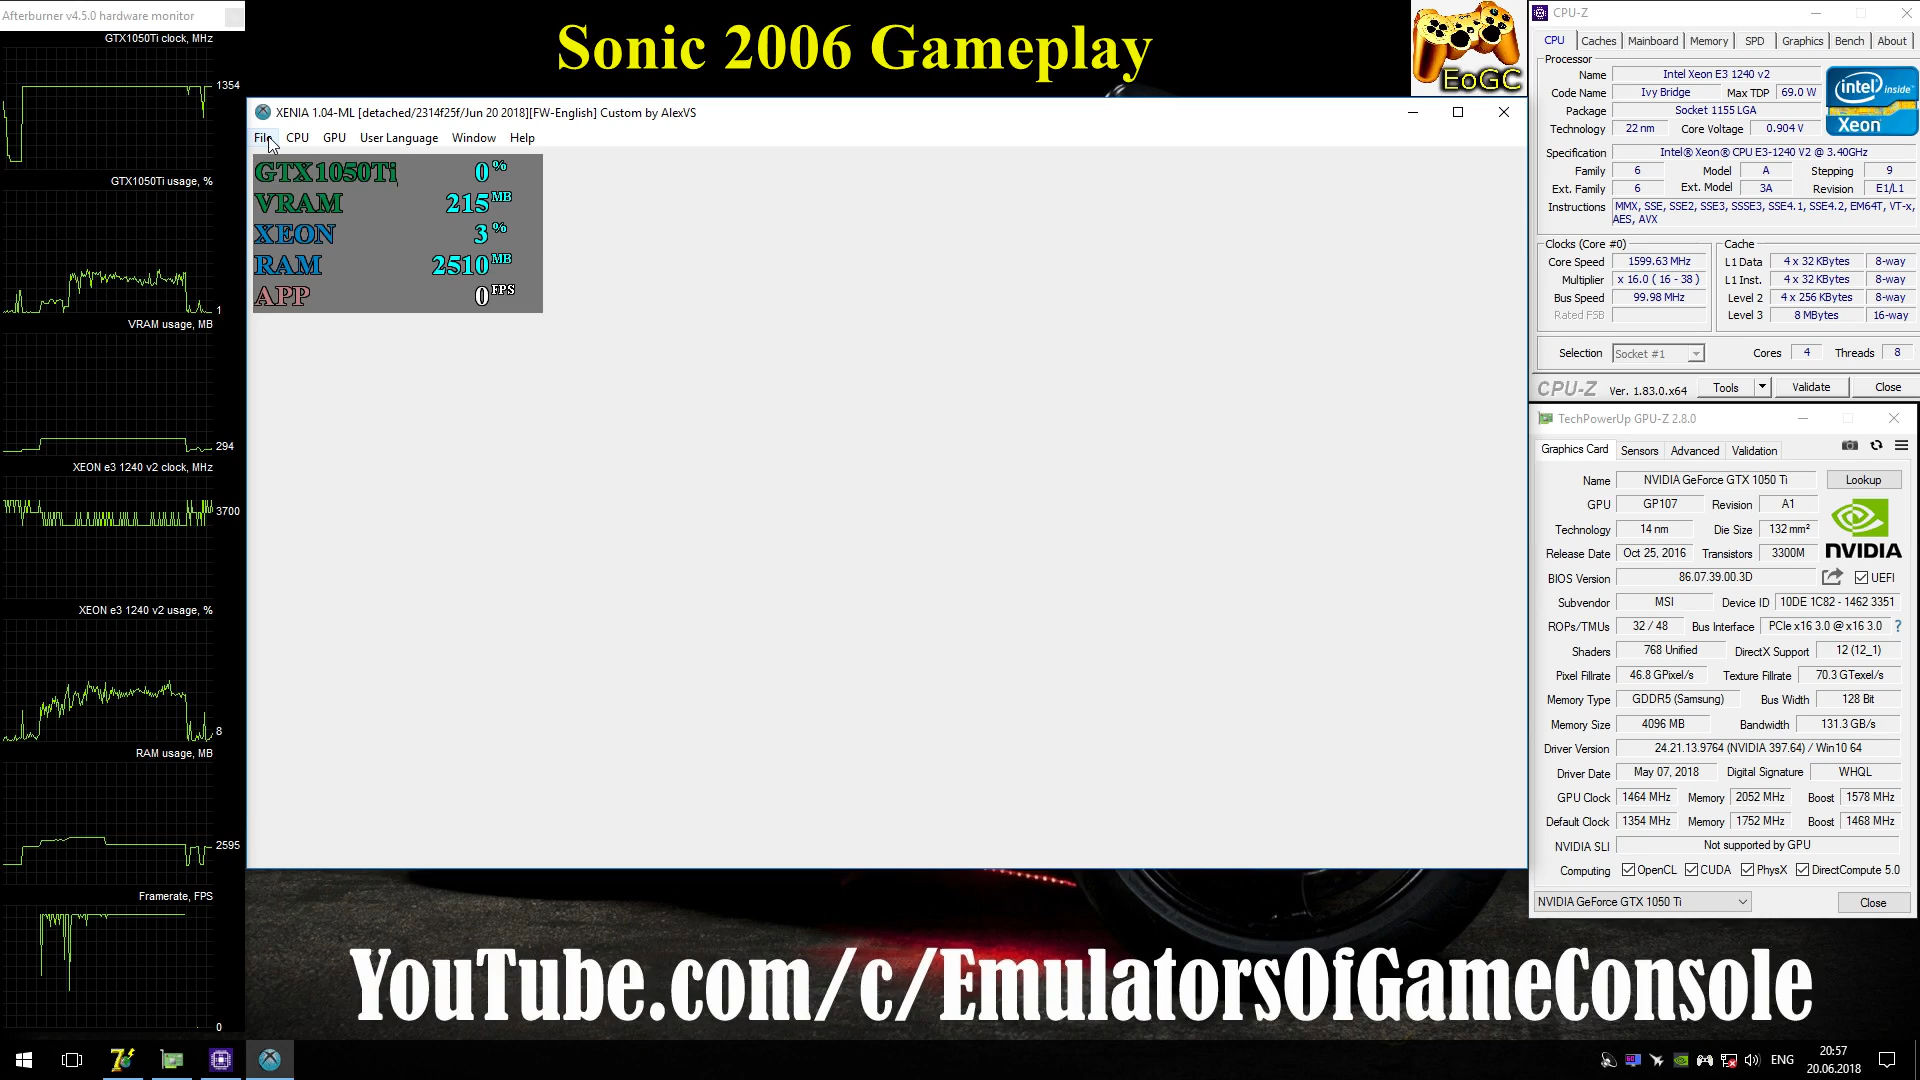 Afterburner v4.5.0 hardware monitor
GTX1050Ti clock, MHz
1354
GTX1050Ti usage, %
1
VRAM usage, MB
294
XEON e3 1240 v2 clock, MHz
3700
XEON e3 1240 v2 usage, %
8
RAM usage, MB
2595
Framerate, FPS
0
Sonic 2006 Gameplay
EoGC
XENIA 1.04-ML [detached/2314f25f/Jun 20 2018][FW-English] Custom by AlexVS
File CPU GPU User Language Window Help
GTX1050Ti 0 %
VRAM 215 MB
XEON 3 %
RAM 2510 MB
APP 0 FPS
YouTube.com/c/EmulatorsOfGameConsole
CPU-Z
CPU Caches Mainboard Memory SPD Graphics Bench About
Processor
Name Intel Xeon E3 1240 v2
Code Name Ivy Bridge Max TDP 69.0 W
Package Socket 1155 LGA
Technology 22 nm Core Voltage 0.904 V
intel inside
Xeon
Specification Intel® Xeon® CPU E3-1240 V2 @ 3.40GHz
Family 6 Model A Stepping 9
Ext. Family 6 Ext. Model 3A Revision E1/L1
Instructions MMX, SSE, SSE2, SSE3, SSSE3, SSE4.1, SSE4.2, EM64T, VT-x,
AES, AVX
Clocks (Core #0) Cache
Core Speed 1599.63 MHz L1 Data 4 x 32 KBytes 8-way
Multiplier x 16.0 ( 16 - 38 ) L1 Inst. 4 x 32 KBytes 8-way
Bus Speed 99.98 MHz Level 2 4 x 256 KBytes 8-way
Rated FSB Level 3 8 MBytes 16-way
Selection Socket #1 Cores 4 Threads 8
CPU-Z Ver. 1.83.0.x64 Tools Validate Close
TechPowerUp GPU-Z 2.8.0
Graphics Card Sensors Advanced Validation
Name NVIDIA GeForce GTX 1050 Ti Lookup
GPU GP107 Revision A1
Technology 14 nm Die Size 132 mm²
Release Date Oct 25, 2016 Transistors 3300M
NVIDIA
BIOS Version 86.07.39.00.3D UEFI
Subvendor MSI Device ID 10DE 1C82 - 1462 3351
ROPs/TMUs 32 / 48 Bus Interface PCIe x16 3.0 @ x16 3.0 ?
Shaders 768 Unified DirectX Support 12 (12_1)
Pixel Fillrate 46.8 GPixel/s Texture Fillrate 70.3 GTexel/s
Memory Type GDDR5 (Samsung) Bus Width 128 Bit
Memory Size 4096 MB Bandwidth 131.3 GB/s
Driver Version 24.21.13.9764 (NVIDIA 397.64) / Win10 64
Driver Date May 07, 2018 Digital Signature WHQL
GPU Clock 1464 MHz Memory 2052 MHz Boost 1578 MHz
Default Clock 1354 MHz Memory 1752 MHz Boost 1468 MHz
NVIDIA SLI Not supported by GPU
Computing OpenCL CUDA PhysX DirectCompute 5.0
NVIDIA GeForce GTX 1050 Ti Close
ENG
20:57
20.06.2018